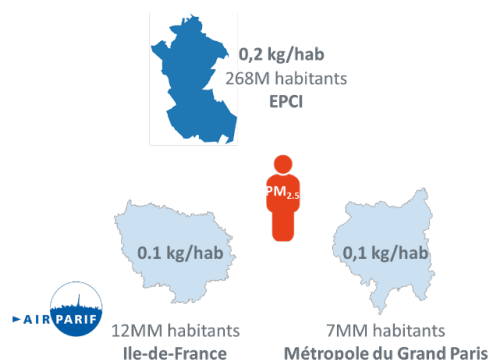 0,2 kg/hab
268M habitants
EPCI
PM2.5
0.1 kg/hab
0,1 kg/hab
AIRPARIF
12MM habitants
Ile-de-France
7MM habitants
Métropole du Grand Paris